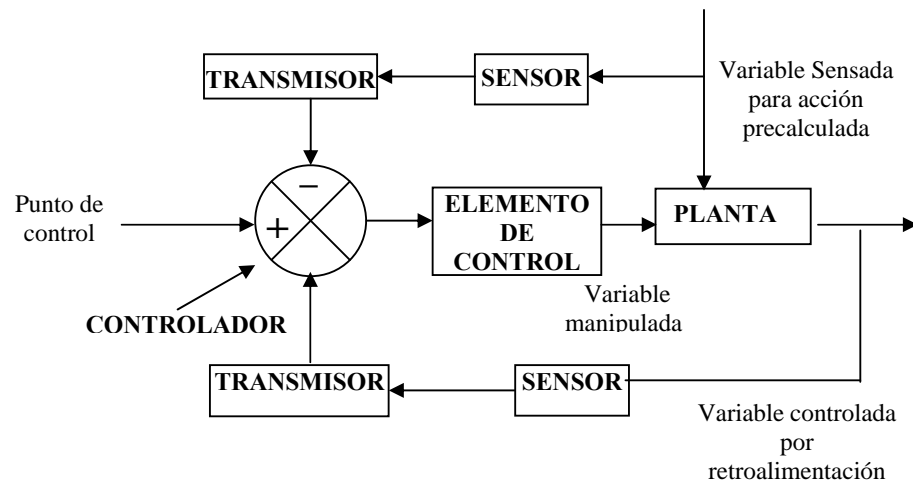 TRANSMISOR
SENSOR
Variable Sensada
para acción
precalculada
Punto de
control
−
+
ELEMENTO
DE
CONTROL
PLANTA
CONTROLADOR
Variable
manipulada
TRANSMISOR
SENSOR
Variable controlada
por
retroalimentación